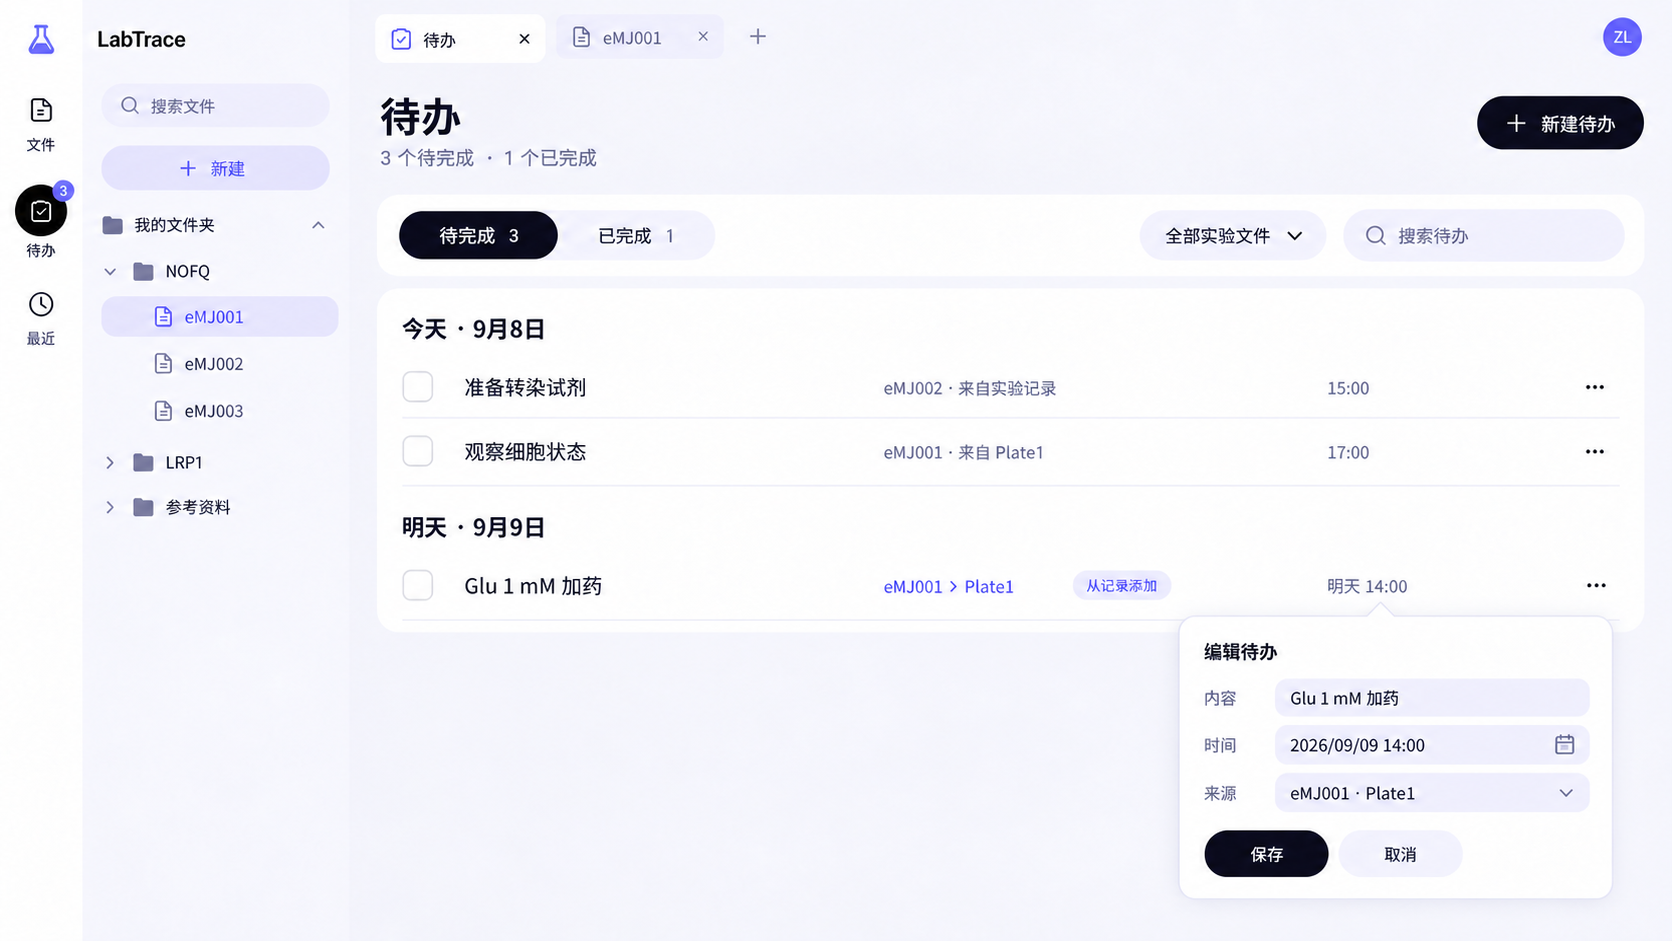 LabTrace
待办
eMJ001
ZL
文件
3
待办
最近
搜索文件
新建
我的文件夹
NOFQ
eMJ001
eMJ002
eMJ003
LRP1
参考资料
待办
3 个待完成 · 1 个已完成
新建待办
待完成 3
已完成 1
全部实验文件
搜索待办
今天 · 9月8日
准备转染试剂
eMJ002 · 来自实验记录
15:00
观察细胞状态
eMJ001 · 来自 Plate1
17:00
明天 · 9月9日
Glu 1 mM 加药
eMJ001 > Plate1
从记录添加
明天 14:00
编辑待办
内容
Glu 1 mM 加药
时间
2026/09/09 14:00
来源
eMJ001 · Plate1
保存
取消